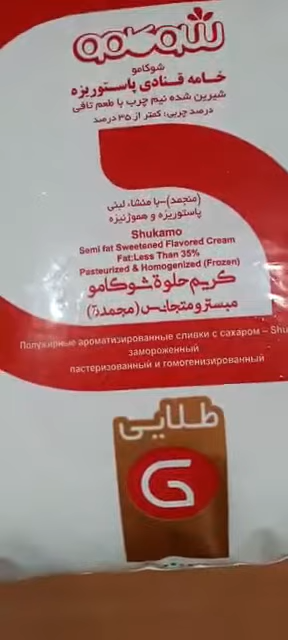 شوکامو
شوکامو
خامه قنادی پاستوریزه
شیرین شده نیم چرب با طعم تافی
درصد چربی: کمتر از ۳۵ درصد
(منجمد)-با منشاء لبنی
پاستوریزه و هموژنیزه
Shukamo
Semi fat Sweetened Flavored Cream
Fat:Less Than 35%
Pasteurized & Homogenized (Frozen)
كريم حلوة شوكامو
مبستر ومتجانس (مجمدة)
Полужирные ароматизированные сливки с сахаром – Shu
замороженный
пастеризованный и гомогенизированный
طلایی
G